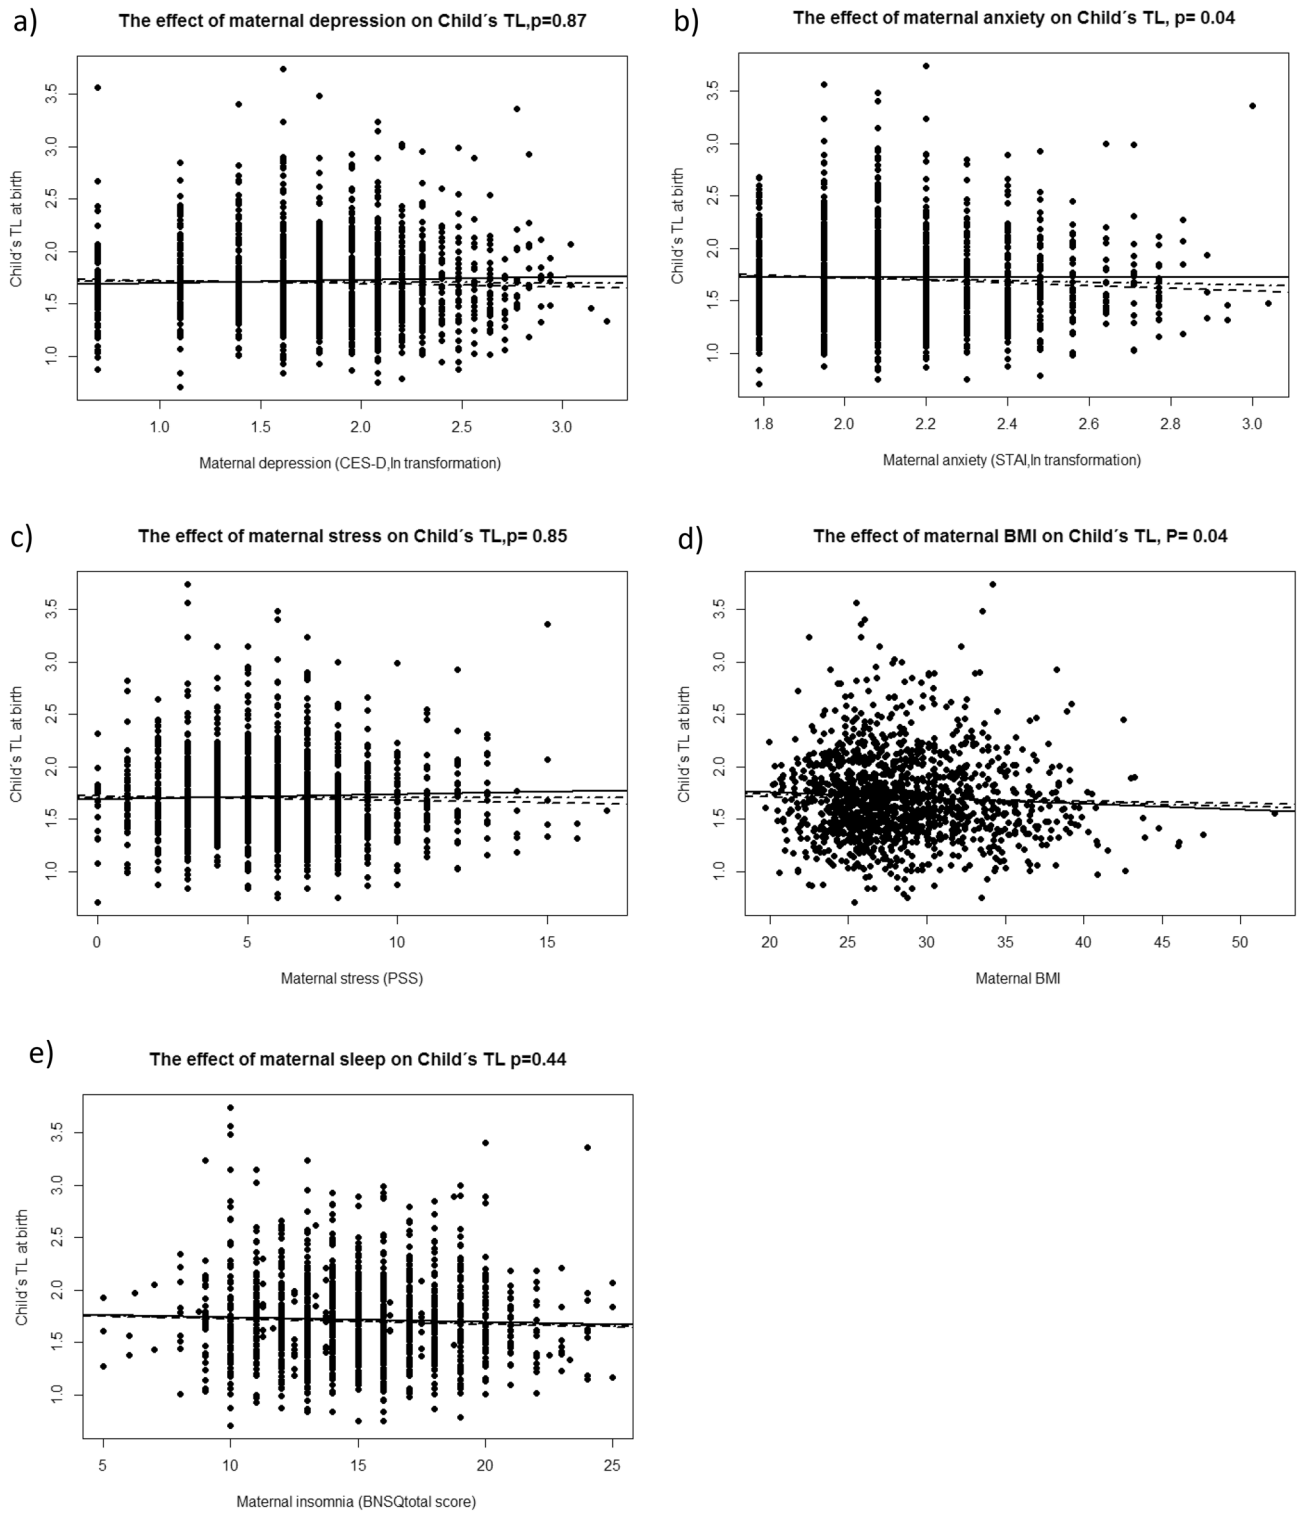 a)
The effect of maternal depression on Child´s TL,p=0.87
Child´s TL at birth
3.5
3.0
2.5
2.0
1.5
1.0
1.0 1.5 2.0 2.5 3.0
Maternal depression (CES-D,ln transformation)
b)
The effect of maternal anxiety on Child´s TL, p= 0.04
Child´s TL at birth
3.5
3.0
2.5
2.0
1.5
1.0
1.8 2.0 2.2 2.4 2.6 2.8 3.0
Maternal anxiety (STAI,ln transformation)
c)
The effect of maternal stress on Child´s TL,p= 0.85
Child´s TL at birth
3.5
3.0
2.5
2.0
1.5
1.0
0 5 10 15
Maternal stress (PSS)
d)
The effect of maternal BMI on Child´s TL, P= 0.04
Child´s TL at birth
3.5
3.0
2.5
2.0
1.5
1.0
20 25 30 35 40 45 50
Maternal BMI
e)
The effect of maternal sleep on Child´s TL p=0.44
Child´s TL at birth
3.5
3.0
2.5
2.0
1.5
1.0
5 10 15 20 25
Maternal insomnia (BNSQtotal score)